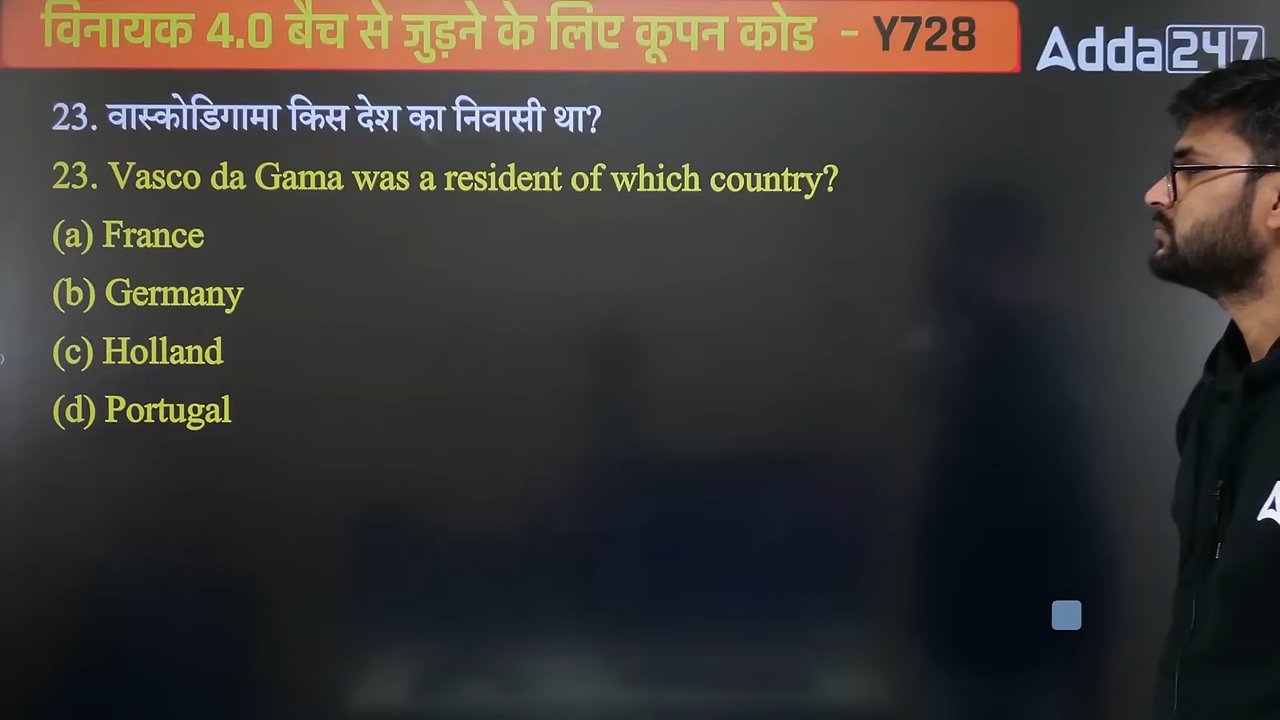 विनायक 4.0 बैच से जुड़ने के लिए कूपन कोड - Y728
Adda247
23. वास्कोडिगामा किस देश का निवासी था?
23. Vasco da Gama was a resident of which country?
(a) France
(b) Germany
(c) Holland
(d) Portugal